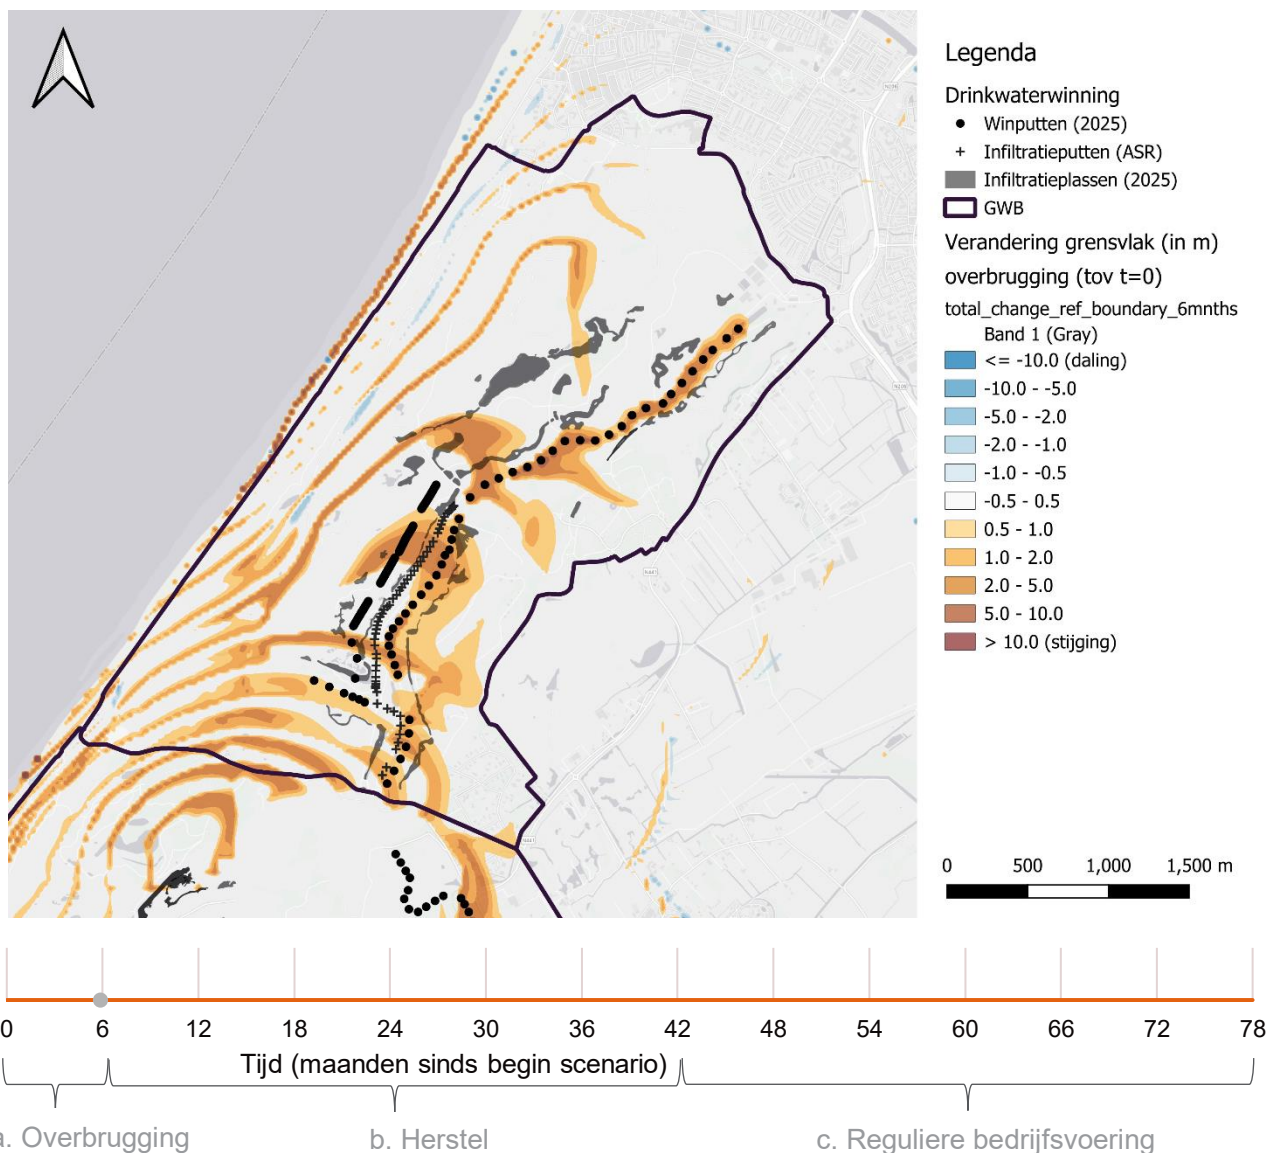 Legenda
Drinkwaterwinning
Winputten (2025)
Infiltratieputten (ASR)
Infiltratieplassen (2025)
GWB
Verandering grensvlak (in m)
overbrugging (tov t=0)
total_change_ref_boundary_6mnths
Band 1 (Gray)
<= -10.0 (daling)
-10.0 - -5.0
-5.0 - -2.0
-2.0 - -1.0
-1.0 - -0.5
-0.5 - 0.5
0.5 - 1.0
1.0 - 2.0
2.0 - 5.0
5.0 - 10.0
> 10.0 (stijging)
N441
0 500 1,000 1,500 m
0 6 12 18 24 30 36 42 48 54 60 66 72 78
Tijd (maanden sinds begin scenario)
a. Overbrugging b. Herstel c. Reguliere bedrijfsvoering